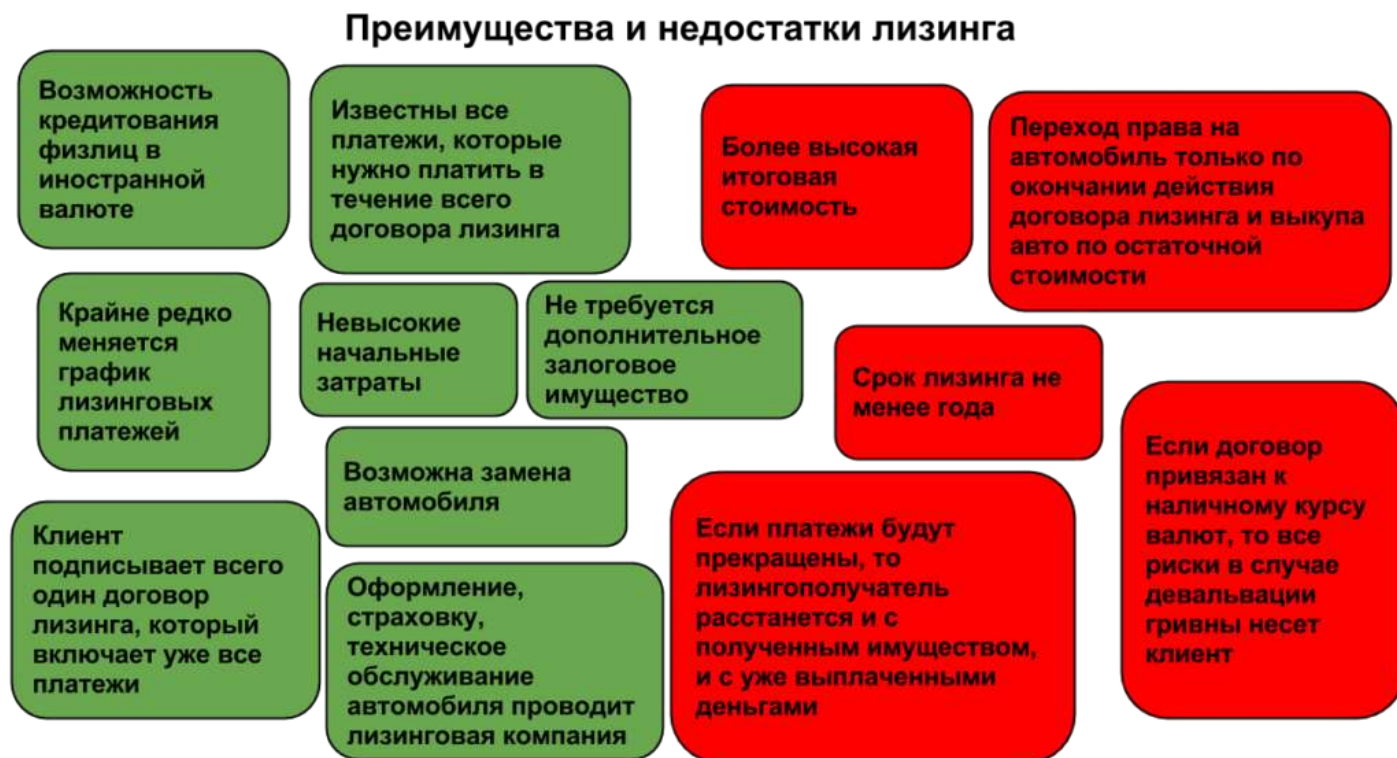 Преимущества и недостатки лизинга
Возможность
кредитования
физлиц в
иностранной
валюте
Известны все
платежи, которые
нужно платить в
течение всего
договора лизинга
Более высокая
итоговая
стоимость
Переход права на
автомобиль только по
окончании действия
договора лизинга и выкупа
авто по остаточной
стоимости
Крайне редко
меняется
график
лизинговых
платежей
Невысокие
начальные
затраты
Не требуется
дополнительное
залоговое
имущество
Срок лизинга не
менее года
Возможна замена
автомобиля
Если договор
привязан к
наличному курсу
валют, то все
риски в случае
девальвации
гривны несет
клиент
Клиент
подписывает всего
один договор
лизинга, который
включает уже все
платежи
Оформление,
страховку,
техническое
обслуживание
автомобиля проводит
лизинговая компания
Если платежи будут
прекращены, то
лизингополучатель
расстанется и с
полученным имуществом,
и с уже выплаченными
деньгами